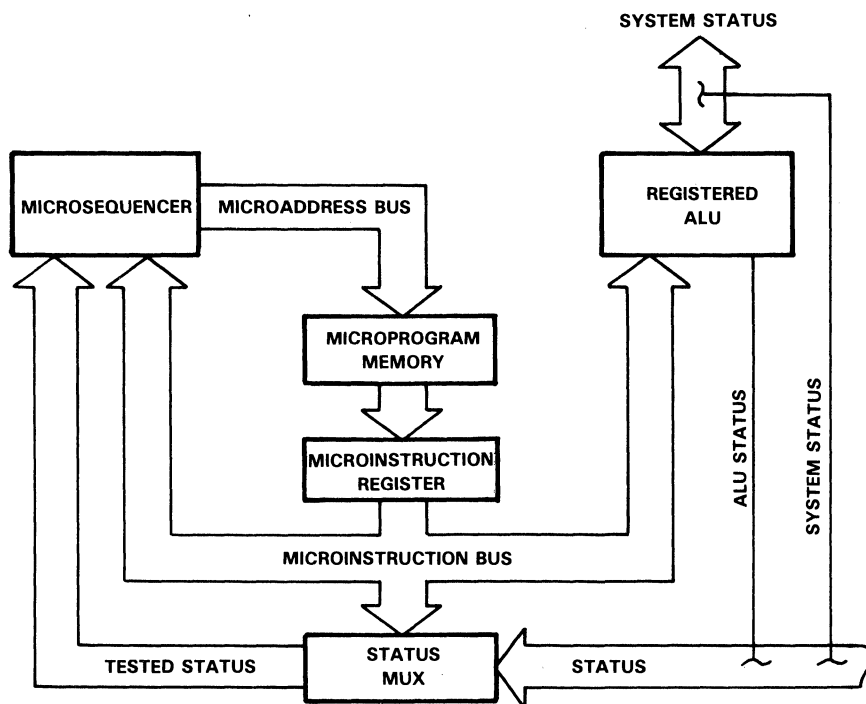 SYSTEM STATUS
MICROSEQUENCER
MICROADDRESS BUS
REGISTERED
ALU
MICROPROGRAM
MEMORY
MICROINSTRUCTION
REGISTER
ALU STATUS
SYSTEM STATUS
MICROINSTRUCTION BUS
TESTED STATUS
STATUS
MUX
STATUS